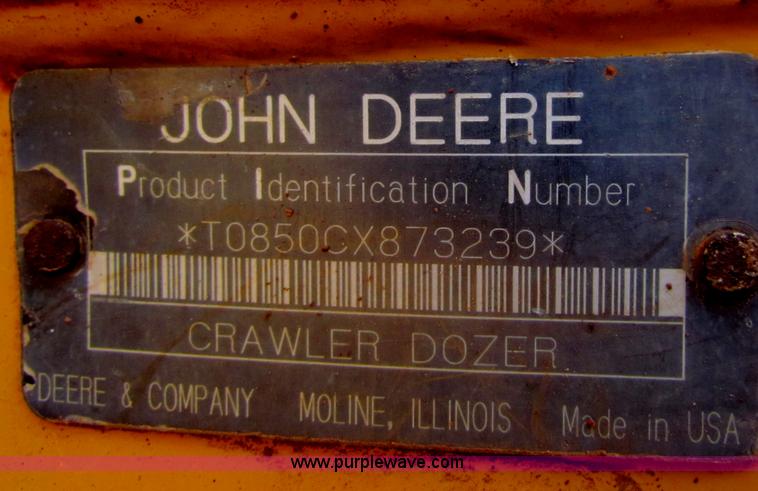 JOHN DEERE
Product Identification Number
*T0850CX873239*
CRAWLER DOZER
DEERE & COMPANY MOLINE, ILLINOIS Made in USA
www.purplewave.com